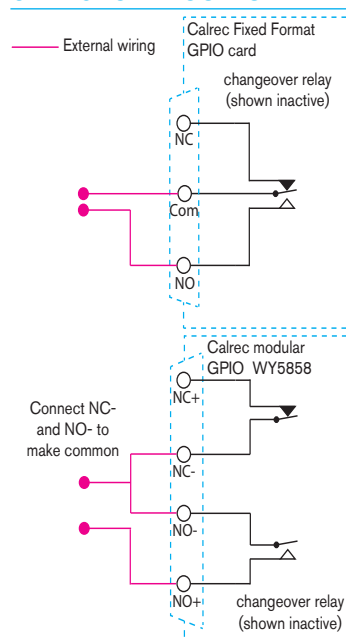 Calrec Fixed Format
GPIO card
External wiring
changeover relay
(shown inactive)
NC
Com
NO
Calrec modular
GPIO WY5858
NC+
Connect NC-
and NO- to
make common
NC-
NO-
NO+
changeover relay
(shown inactive)